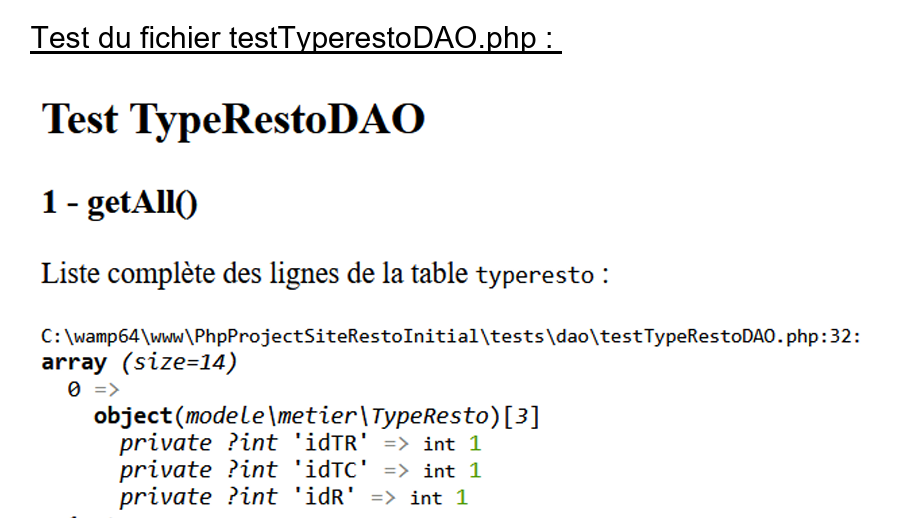 Test du fichier testTyperestoDAO.php :
Test TypeRestoDAO
1 - getAll()
Liste complète des lignes de la table typeresto :
C:\wamp64\www\PhpProjectSiteRestoInitial\tests\dao\testTypeRestoDAO.php:32:
array (size=14)
0 =>
object(modele\metier\TypeResto)[3]
private ?int 'idTR' => int 1
private ?int 'idTC' => int 1
private ?int 'idR' => int 1